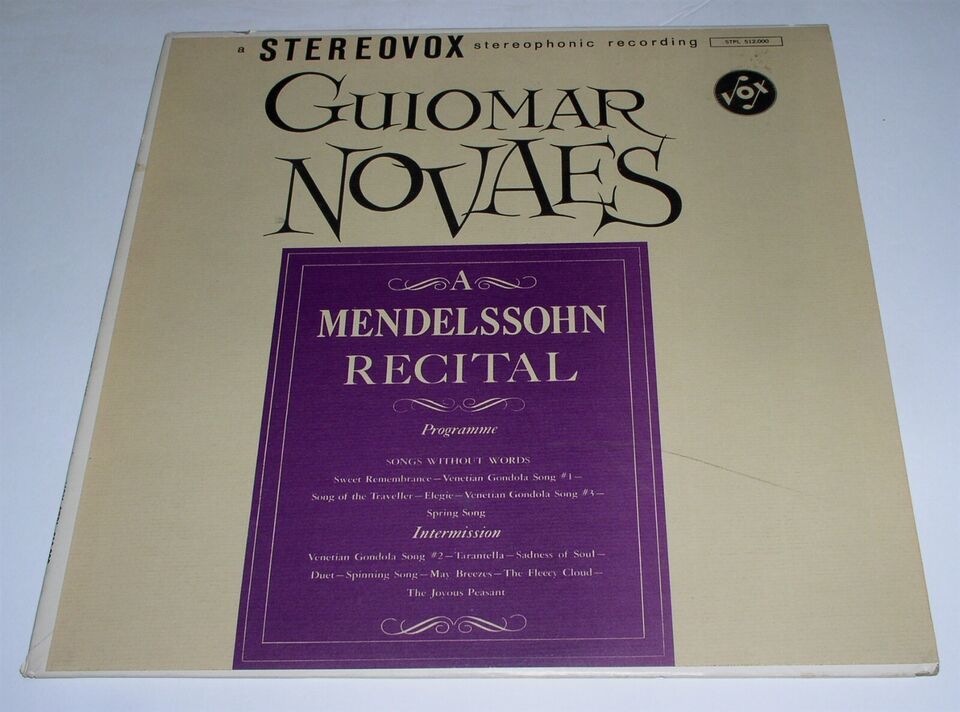 a STEREOVOX stereophonic recording STPL 512.000
VOX
GUIOMAR
NOVAES
A
MENDELSSOHN
RECITAL
Programme
SONGS WITHOUT WORDS
Sweet Remembrance—Venetian Gondola Song #1—
Song of the Traveller—Elegie—Venetian Gondola Song #3—
Spring Song
Intermission
Venetian Gondola Song #2—Tarantella—Sadness of Soul—
Duet—Spinning Song—May Breezes—The Fleecy Cloud—
The Joyous Peasant